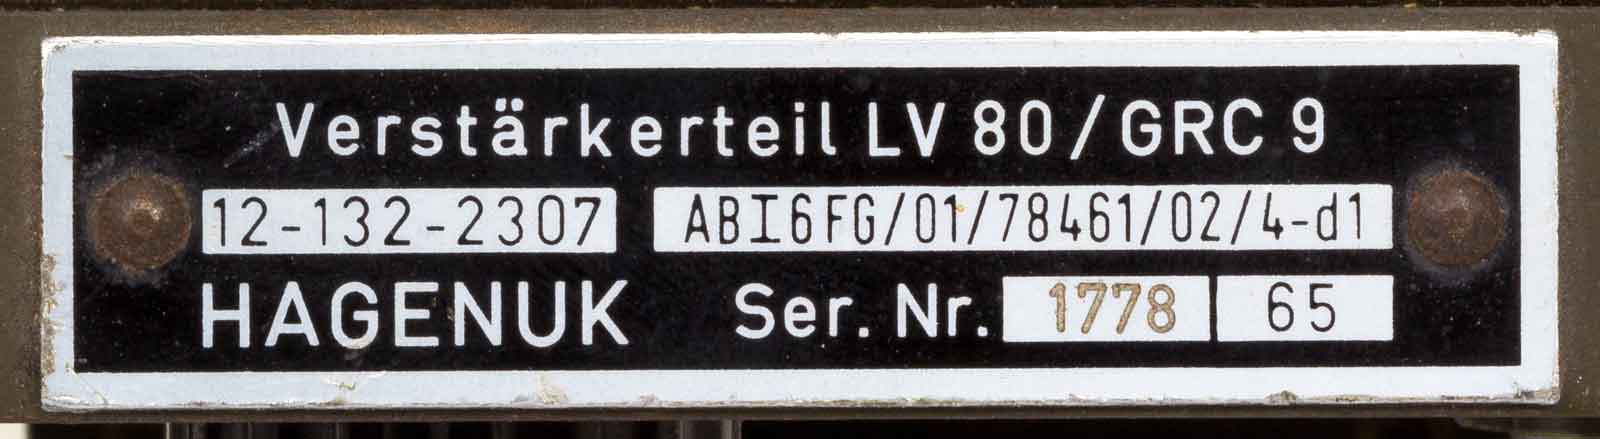 Verstärkerteil LV 80/GRC 9
12-132-2307 ABI6FG/01/78461/02/4-d1
HAGENUK Ser. Nr. 1778 65